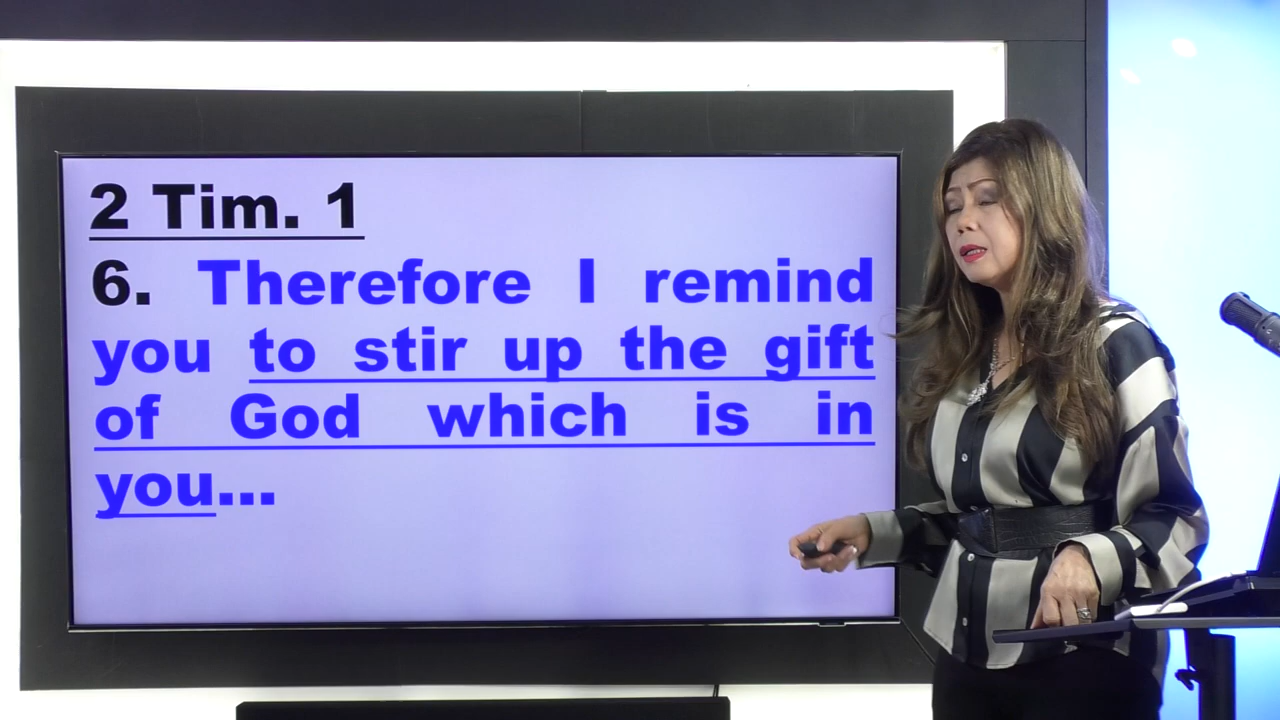 2 Tim. 1
6. Therefore I remind
you to stir up the gift
of God which is in
you...